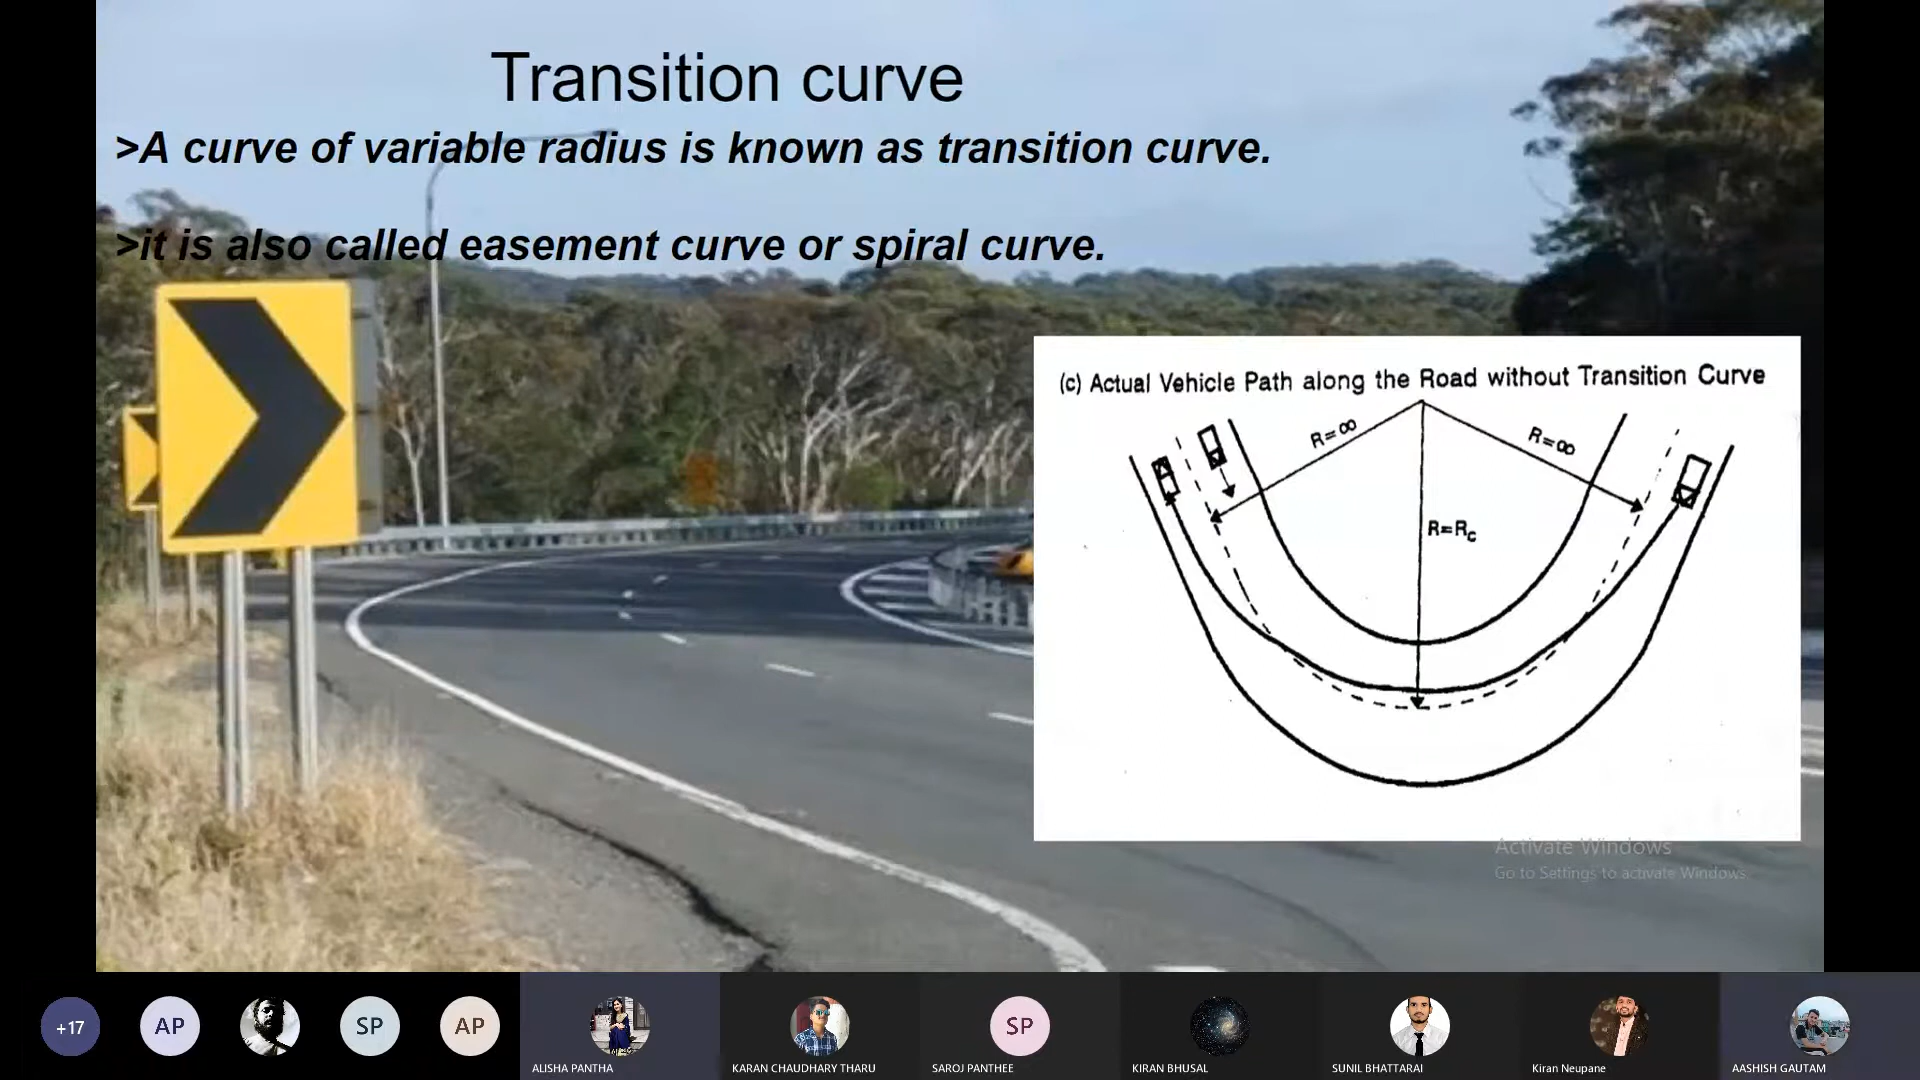 Transition curve
>A curve of variable radius is known as transition curve.
>it is also called easement curve or spiral curve.
(c) Actual Vehicle Path along the Road without Transition Curve
R=∞
R=∞
R=Rc
Activate Windows
Go to Settings to activate Windows.
+17
AP
SP
AP
SP
ALISHA PANTHA
KARAN CHAUDHARY THARU
SAROJ PANTHEE
KIRAN BHUSAL
SUNIL BHATTARAI
Kiran Neupane
AASHISH GAUTAM